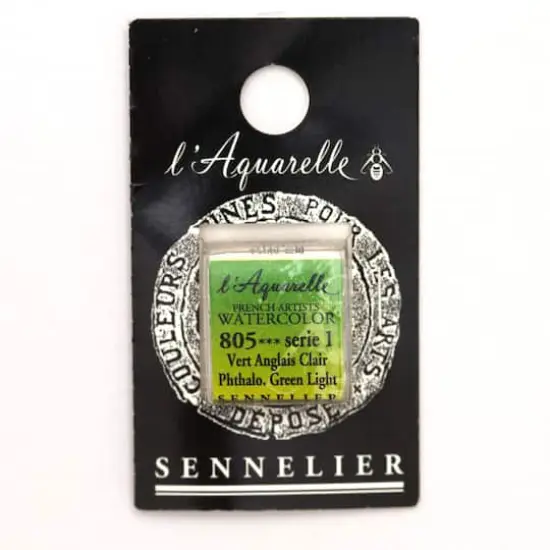 l'Aquarelle
COULEURS FINES POUR LES ARTS
DÉPOSÉ
l'Aquarelle
FRENCH ARTISTS'
WATERCOLOR
805*** serie 1
Vert Anglais Clair
Phthalo. Green Light
SENNELIER
SENNELIER